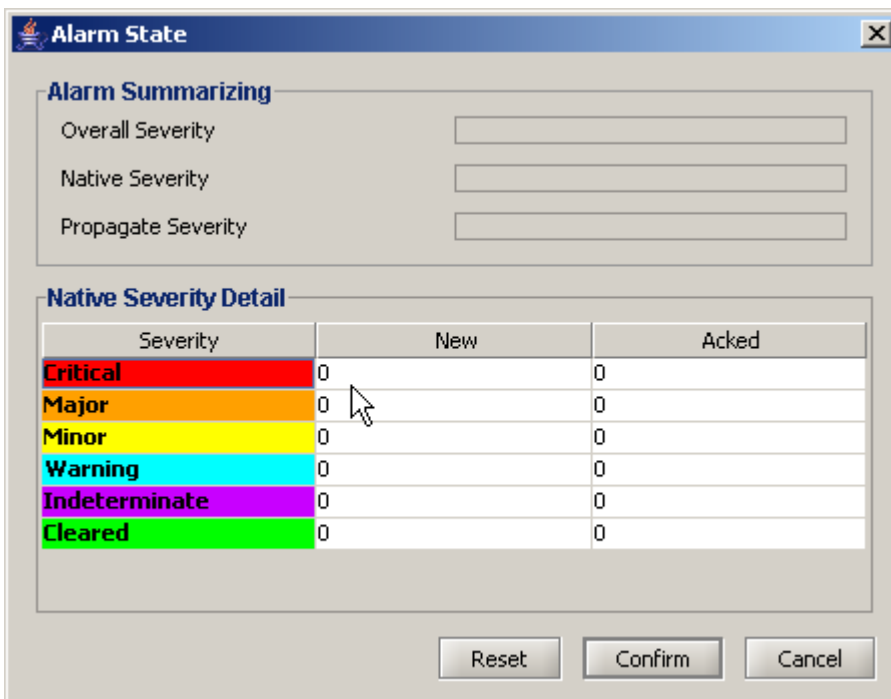 Alarm State
Alarm Summarizing
Overall Severity
Native Severity
Propagate Severity
Native Severity Detail
Severity New Acked
Critical 0 0
Major 0 0
Minor 0 0
Warning 0 0
Indeterminate 0 0
Cleared 0 0
Reset Confirm Cancel